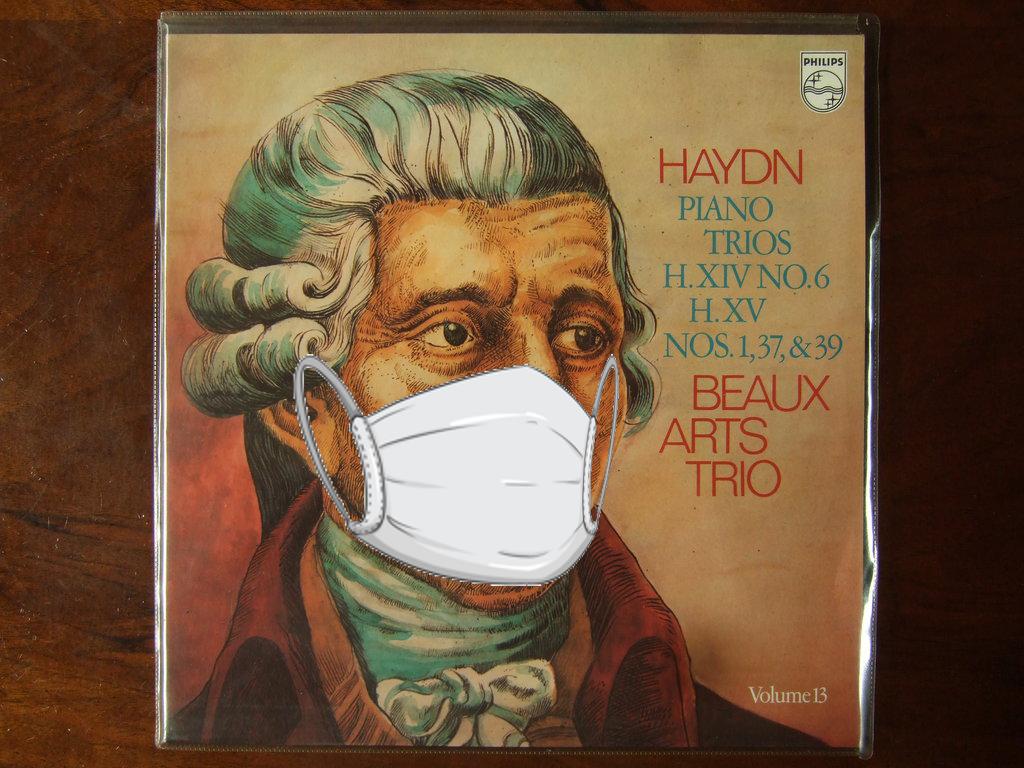 PHILIPS
HAYDN
PIANO
TRIOS
H. XIV NO. 6
H. XV
NOS. 1, 37, & 39
BEAUX
ARTS
TRIO
Volume 13